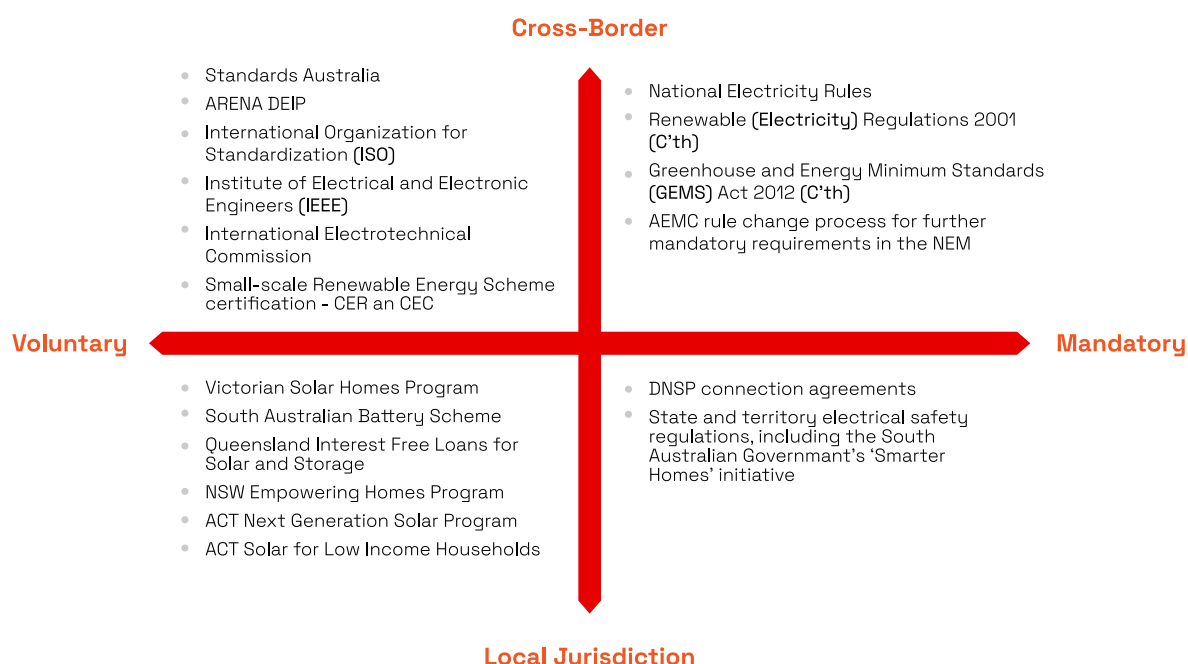 Cross-Border
Standards Australia
ARENA DEIP
International Organization for
Standardization (ISO)
Institute of Electrical and Electronic
Engineers (IEEE)
International Electrotechnical
Commission
Small-scale Renewable Energy Scheme
certification - CER an CEC
National Electricity Rules
Renewable (Electricity) Regulations 2001
(C'th)
Greenhouse and Energy Minimum Standards
(GEMS) Act 2012 (C'th)
AEMC rule change process for further
mandatory requirements in the NEM
Voluntary
Mandatory
Victorian Solar Homes Program
South Australian Battery Scheme
Queensland Interest Free Loans for
Solar and Storage
NSW Empowering Homes Program
ACT Next Generation Solar Program
ACT Solar for Low Income Households
DNSP connection agreements
State and territory electrical safety
regulations, including the South
Australian Governmant's ‘Smarter
Homes’ initiative
Local Jurisdiction